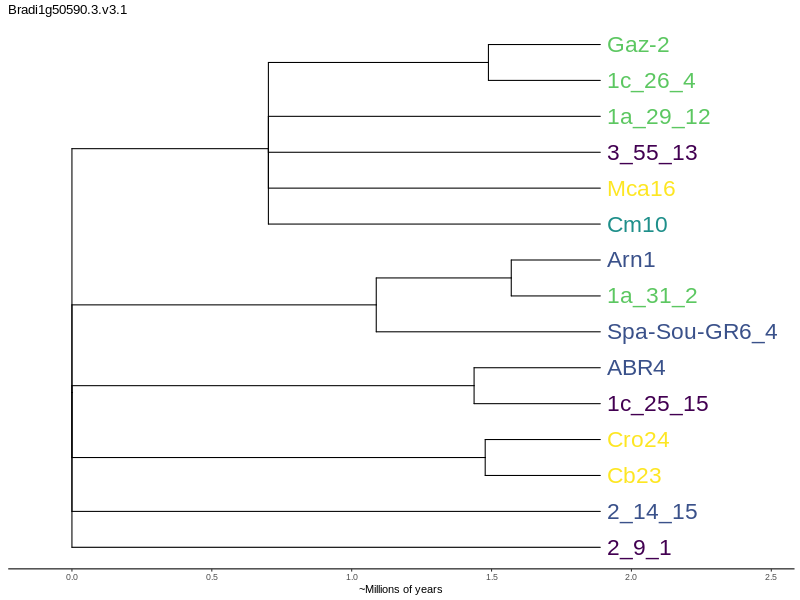 Bradi1g50590.3.v3.1
Gaz-2
1c_26_4
1a_29_12
3_55_13
Mca16
Cm10
Arn1
1a_31_2
Spa-Sou-GR6_4
ABR4
1c_25_15
Cro24
Cb23
2_14_15
2_9_1
0.0 0.5 1.0 1.5 2.0 2.5
~Millions of years